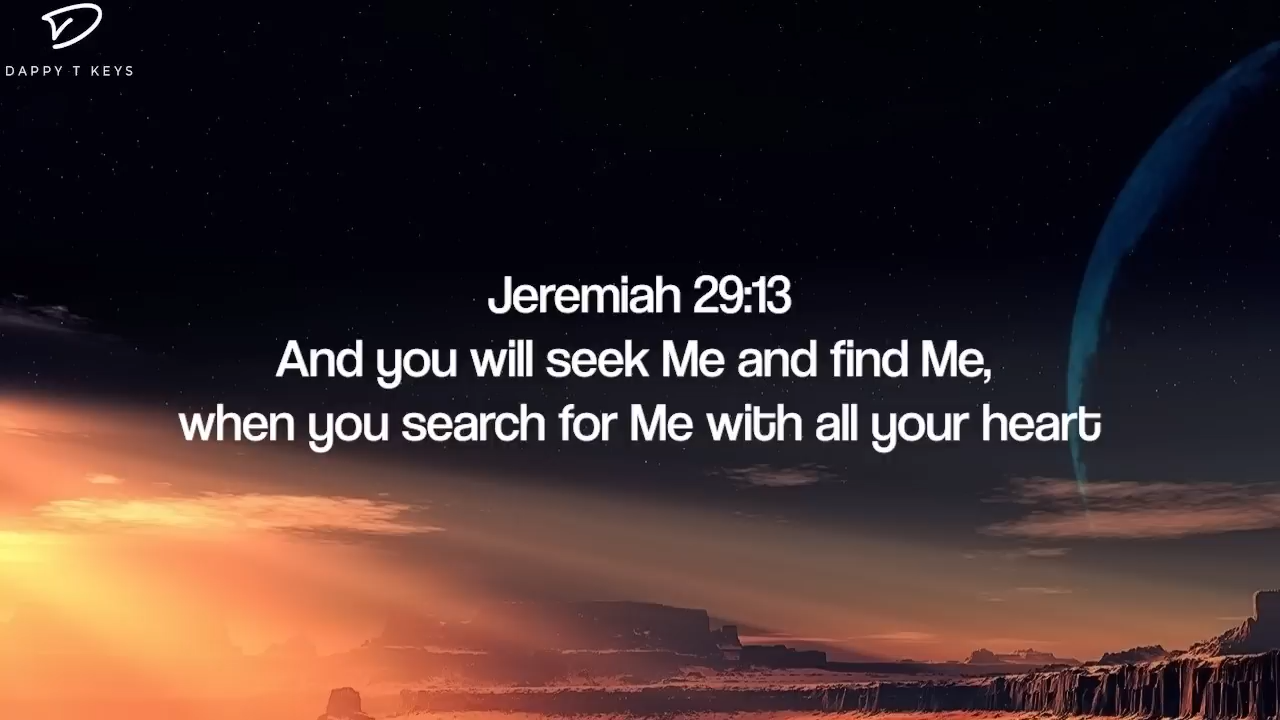 DAPPY T KEYS
Jeremiah 29:13
And you will seek Me and find Me,
when you search for Me with all your heart